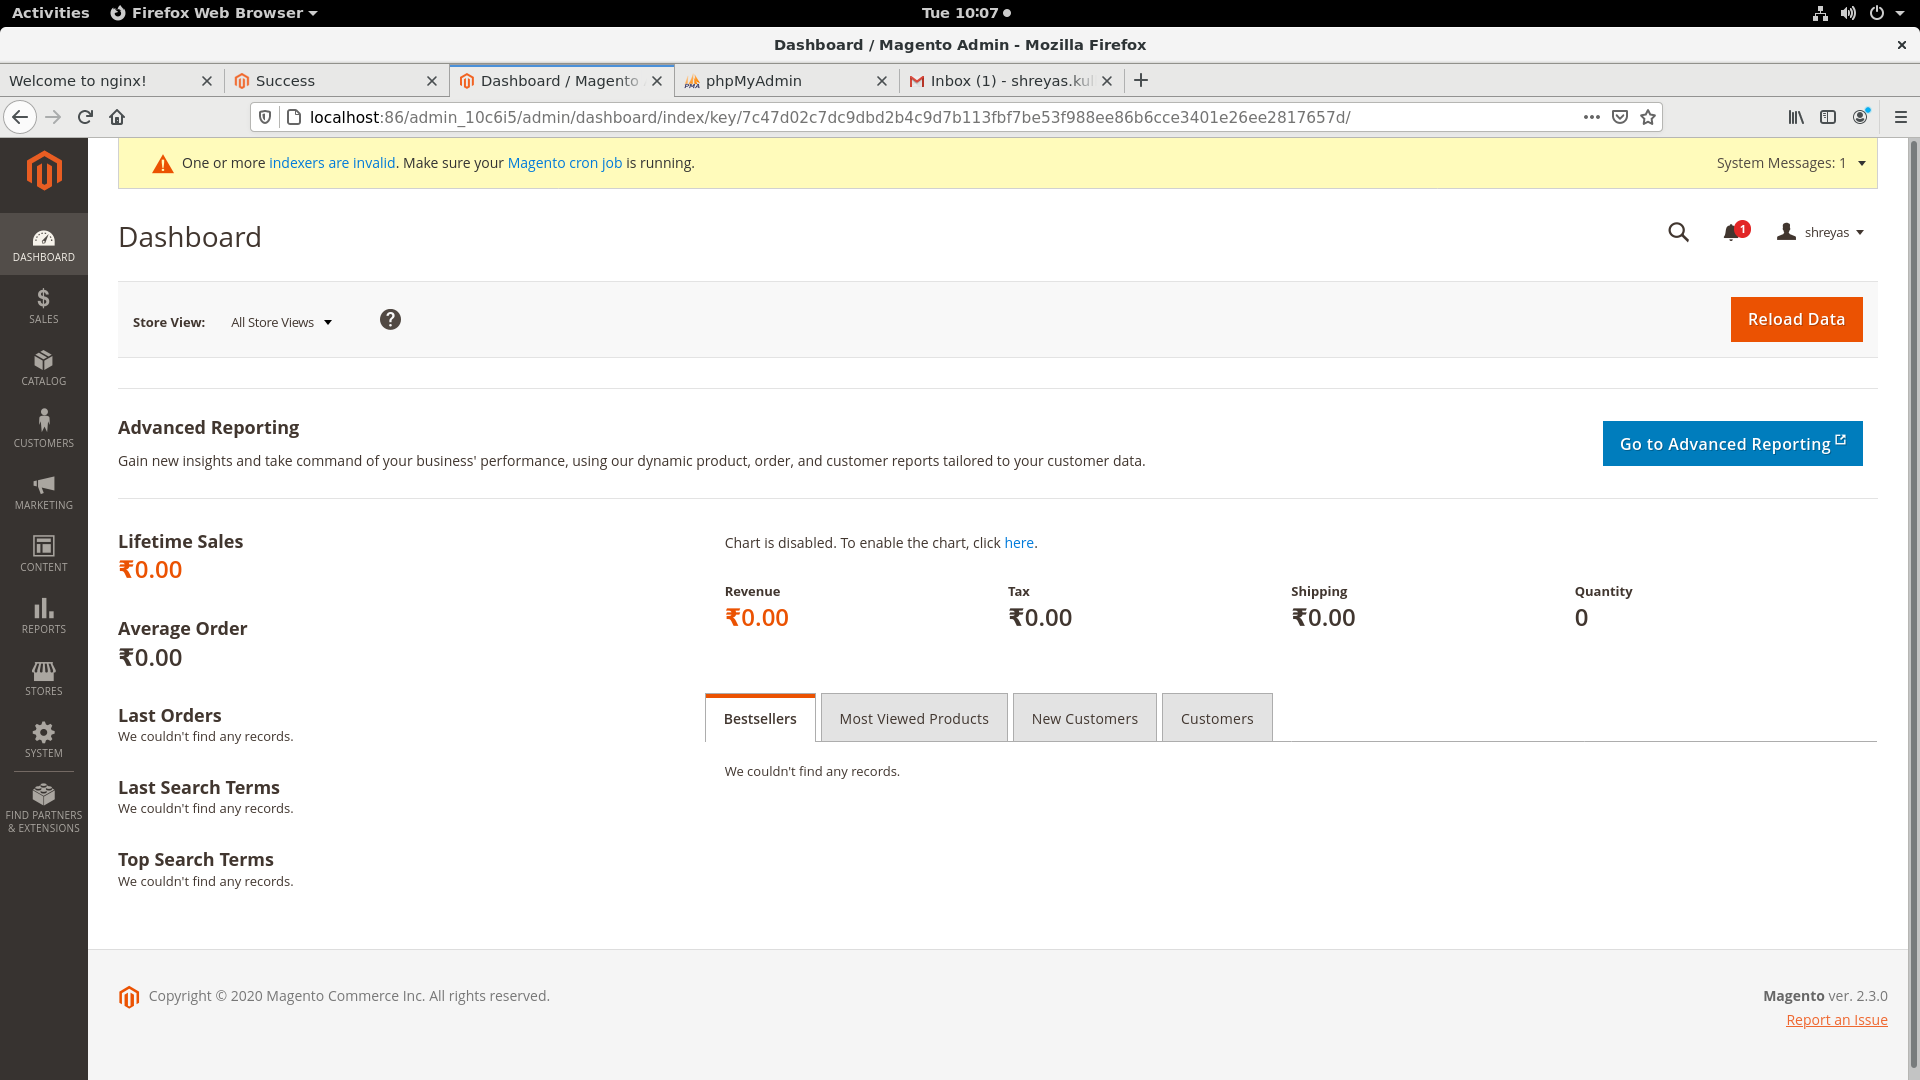 Activities Firefox Web Browser Tue 10:07
Dashboard / Magento Admin - Mozilla Firefox
Welcome to nginx! Success Dashboard / Magento phpMyAdmin Inbox (1) - shreyas.kul
localhost:86/admin_10c6i5/admin/dashboard/index/key/7c47d02c7dc9dbd2b4c9d7b113fbf7be53f988ee86b6cce3401e26ee2817657d/
One or more indexers are invalid. Make sure your Magento cron job is running. System Messages: 1
Dashboard 1 shreyas
Store View: All Store Views ? Reload Data
DASHBOARD
SALES
CATALOG
CUSTOMERS
MARKETING
CONTENT
REPORTS
STORES
SYSTEM
FIND PARTNERS
& EXTENSIONS
Advanced Reporting
Gain new insights and take command of your business' performance, using our dynamic product, order, and customer reports tailored to your customer data.
Go to Advanced Reporting
Lifetime Sales
₹0.00
Average Order
₹0.00
Last Orders
We couldn't find any records.
Last Search Terms
We couldn't find any records.
Top Search Terms
We couldn't find any records.
Chart is disabled. To enable the chart, click here.
Revenue Tax Shipping Quantity
₹0.00 ₹0.00 ₹0.00 0
Bestsellers Most Viewed Products New Customers Customers
We couldn't find any records.
Copyright © 2020 Magento Commerce Inc. All rights reserved. Magento ver. 2.3.0
Report an Issue